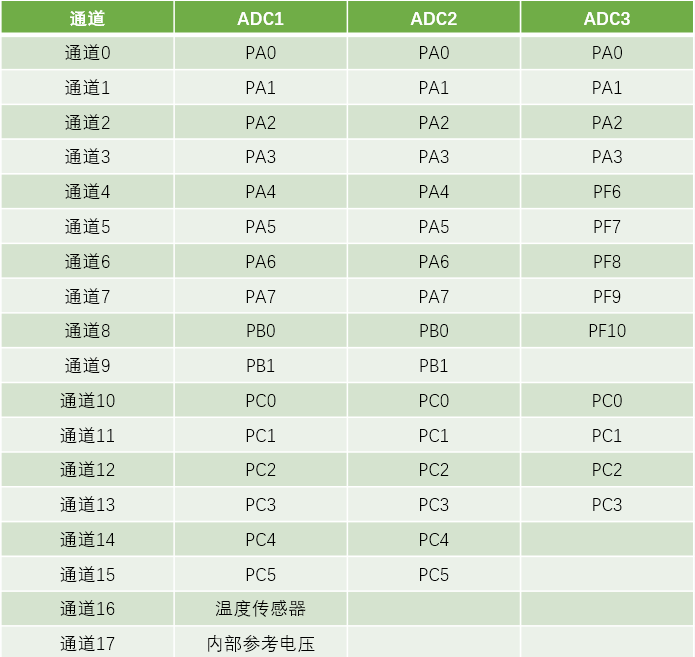 通道 ADC1 ADC2 ADC3
通道0 PA0 PA0 PA0
通道1 PA1 PA1 PA1
通道2 PA2 PA2 PA2
通道3 PA3 PA3 PA3
通道4 PA4 PA4 PF6
通道5 PA5 PA5 PF7
通道6 PA6 PA6 PF8
通道7 PA7 PA7 PF9
通道8 PB0 PB0 PF10
通道9 PB1 PB1
通道10 PC0 PC0 PC0
通道11 PC1 PC1 PC1
通道12 PC2 PC2 PC2
通道13 PC3 PC3 PC3
通道14 PC4 PC4
通道15 PC5 PC5
通道16 温度传感器
通道17 内部参考电压